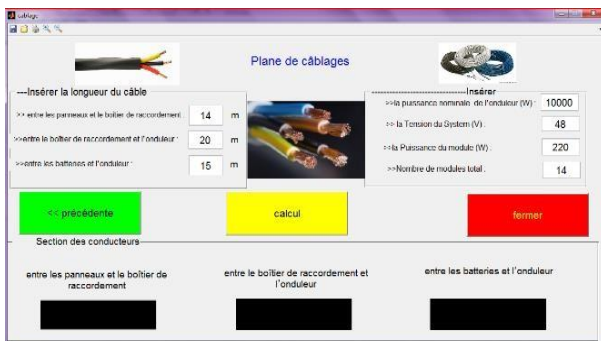 cablage
Plane de câblages
---Insérer la longueur du câble
>> entre les panneaux et le boîtier de raccordement :
14
m
>>entre le boîtier de raccordement et l'onduleur :
20
m
>>entre les batteries et l'onduleur :
15
m
Insérer
>>la puissance nominale de l'onduleur (W) :
10000
>> la Tension du System (V) :
48
>>la Puissance du module (W) :
220
>>Nombre de modules total :
14
<< précédente
calcul
fermer
Section des conducteurs
entre les panneaux et le boîtier de
raccordement
entre le boîtier de raccordement et
l'onduleur
entre les batteries et l'onduleur